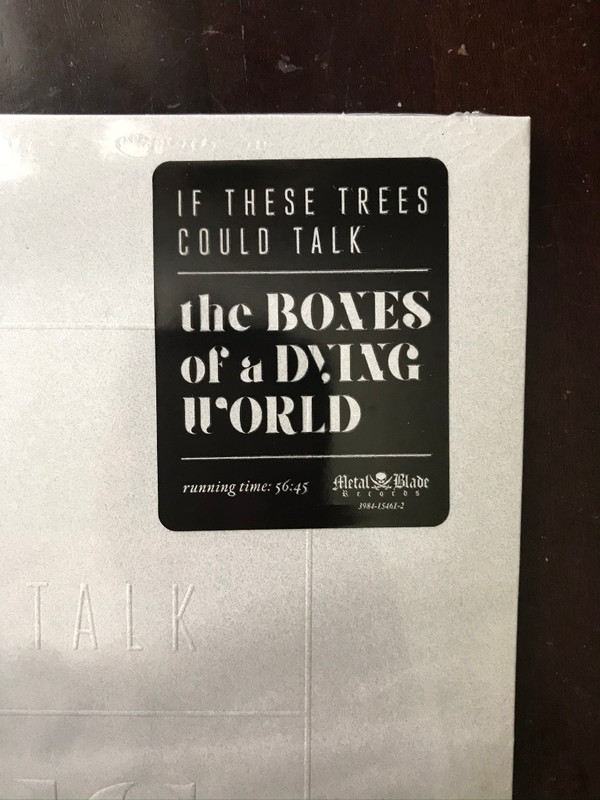 IF THESE TREES
COULD TALK
the BONES
of a DYING
WORLD
running time: 56:45
Metal Blade
Records
3984-15461-2
TALK